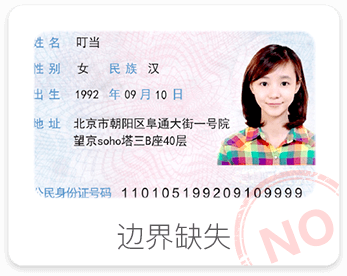 姓名 叮当
性别 女 民族 汉
出生 1992 年 09 月 10 日
地址 北京市朝阳区阜通大街一号院
望京soho塔三B座40层
公民身份证号码 110105199209109999
边界缺失
NO